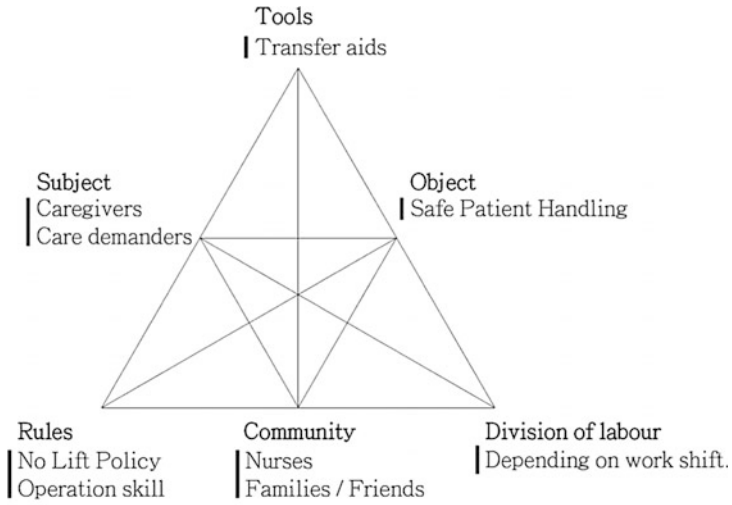 Tools
Transfer aids
Subject
Caregivers
Care demanders
Object
Safe Patient Handling
Rules
No Lift Policy
Operation skill
Community
Nurses
Families / Friends
Division of labour
Depending on work shift.